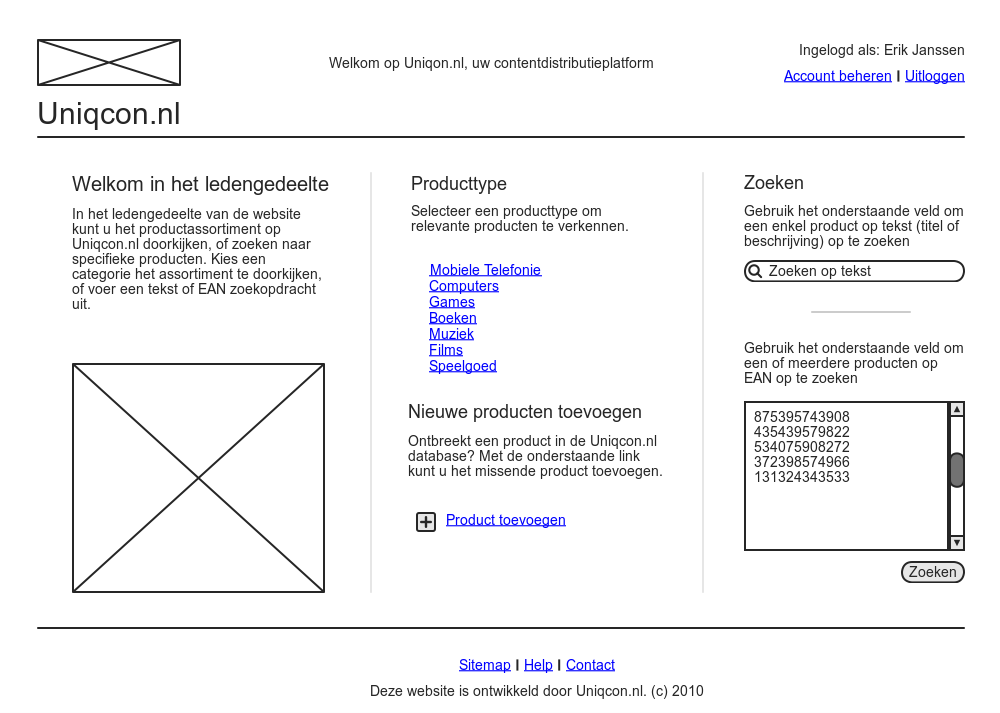 Welkom op Uniqon.nl, uw contentdistributieplatform
Ingelogd als: Erik Janssen
Account beheren | Uitloggen
Uniqcon.nl
Welkom in het ledengedeelte
In het ledengedeelte van de website
kunt u het productassortiment op
Uniqcon.nl doorkijken, of zoeken naar
specifieke producten. Kies een
categorie het assortiment te doorkijken,
of voer een tekst of EAN zoekopdracht
uit.
Producttype
Selecteer een producttype om
relevante producten te verkennen.
Mobiele Telefonie
Computers
Games
Boeken
Muziek
Films
Speelgoed
Nieuwe producten toevoegen
Ontbreekt een product in de Uniqcon.nl
database? Met de onderstaande link
kunt u het missende product toevoegen.
Product toevoegen
Zoeken
Gebruik het onderstaande veld om
een enkel product op tekst (titel of
beschrijving) op te zoeken
Zoeken op tekst
Gebruik het onderstaande veld om
een of meerdere producten op
EAN op te zoeken
875395743908
435439579822
534075908272
372398574966
131324343533
Zoeken
Sitemap | Help | Contact
Deze website is ontwikkeld door Uniqcon.nl. (c) 2010